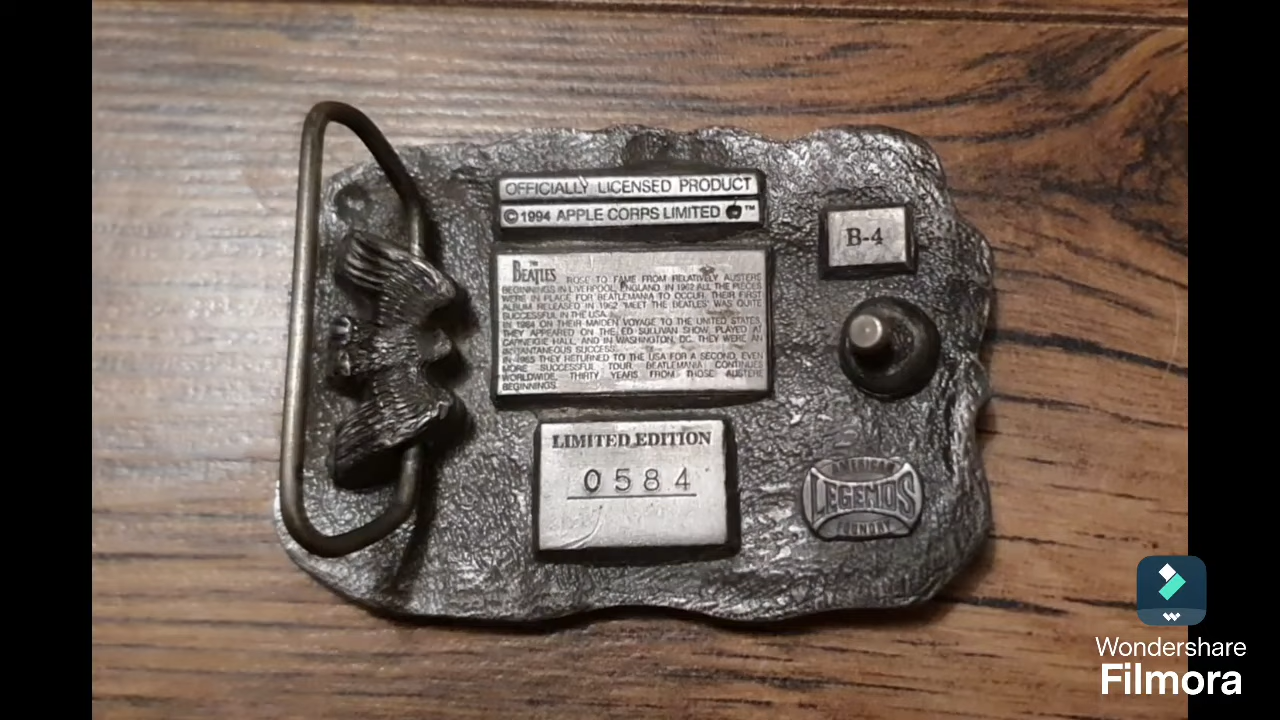 OFFICIALLY LICENSED PRODUCT
©1994 APPLE CORPS LIMITED ™
B-4
THE
BEATLES ROSE TO FAME FROM RELATIVELY AUSTERE
BEGINNINGS IN LIVERPOOL, ENGLAND. IN 1962 ALL THE PIECES
WERE IN PLACE FOR BEATLEMANIA TO OCCUR. THEIR FIRST
ALBUM RELEASED IN 1962 "MEET THE BEATLES" WAS QUITE
SUCCESSFUL IN THE USA.
IN 1964 ON THEIR MAIDEN VOYAGE TO THE UNITED STATES,
THEY APPEARED ON THE ED SULLIVAN SHOW, PLAYED AT
CARNEGIE HALL, AND IN WASHINGTON, DC. THEY WERE AN
INSTANTANEOUS SUCCESS.
IN 1965 THEY RETURNED TO THE USA FOR A SECOND, EVEN
MORE SUCCESSFUL TOUR. BEATLEMANIA CONTINUES
WORLDWIDE, THIRTY YEARS FROM THOSE AUSTERE
BEGINNINGS.
LIMITED EDITION
0584
AMERICAN
LEGENDS
FOUNDRY
Wondershare
Filmora